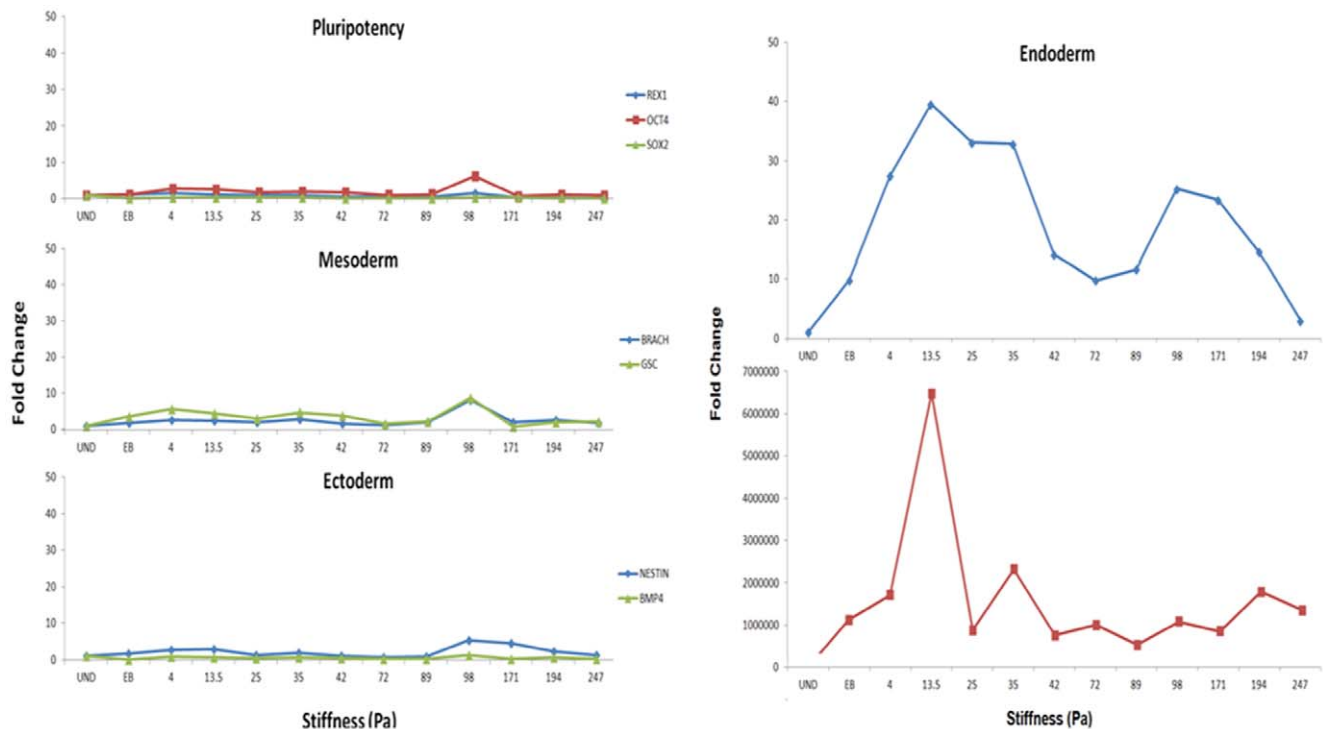 Pluripotency
50
40
30
20
10
0
UND EB 4 13.5 25 35 42 72 89 98 171 194 247
REX1
OCT4
SOX2
Mesoderm
50
40
30
20
10
0
UND EB 4 13.5 25 35 42 72 89 98 171 194 247
BRACH
GSC
Fold Change
Ectoderm
50
40
30
20
10
0
UND EB 4 13.5 25 35 42 72 89 98 171 194 247
NESTIN
BMP4
Stiffness (Pa)
Endoderm
50
40
30
20
10
0
UND EB 4 13.5 25 35 42 72 89 98 171 194 247
Fold Change
7000000
6000000
5000000
4000000
3000000
2000000
1000000
0
UND EB 4 13.5 25 35 42 72 89 98 171 194 247
Stiffness (Pa)